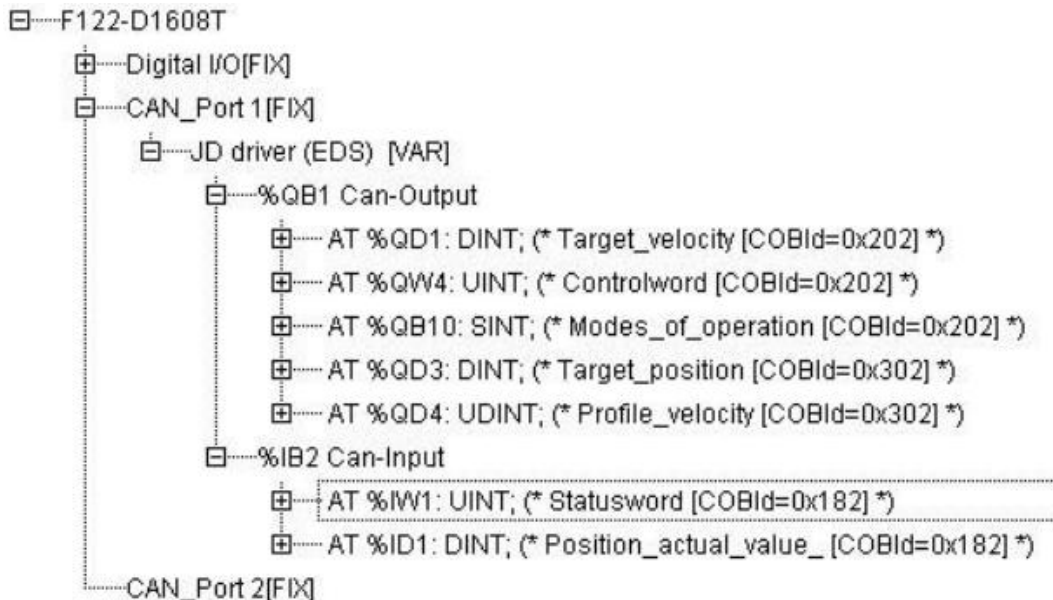 F122-D1608T
Digital I/O[FIX]
CAN_Port 1[FIX]
JD driver (EDS) [VAR]
%QB1 Can-Output
AT %QD1: DINT; (* Target_velocity [COBId=0x202] *)
AT %QW4: UINT; (* Controlword [COBId=0x202] *)
AT %QB10: SINT; (* Modes_of_operation [COBId=0x202] *)
AT %QD3: DINT; (* Target_position [COBId=0x302] *)
AT %QD4: UDINT; (* Profile_velocity [COBId=0x302] *)
%IB2 Can-Input
AT %IW1: UINT; (* Statusword [COBId=0x182] *)
AT %ID1: DINT; (* Position_actual_value_ [COBId=0x182] *)
CAN_Port 2[FIX]